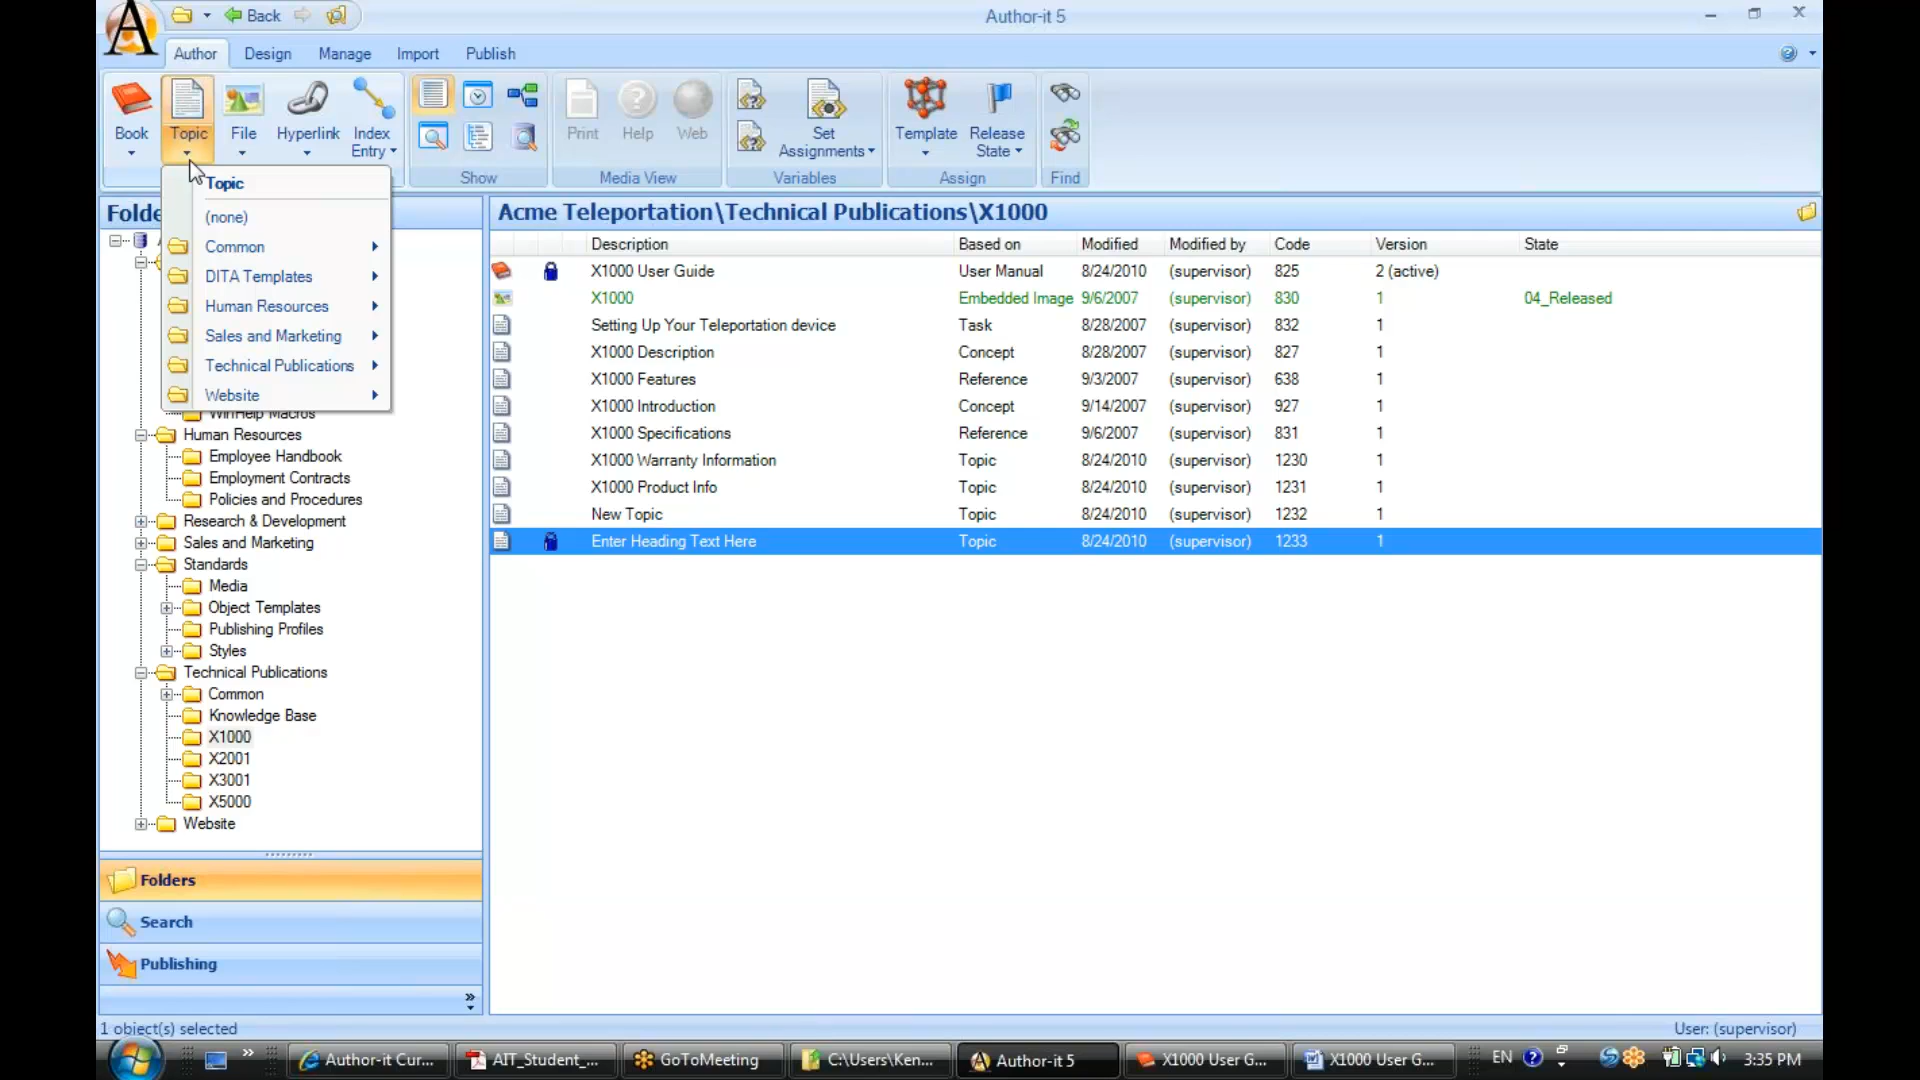 Back
Author-it 5
Author Design Manage Import Publish
Book Topic File Hyperlink Index Entry
Print Help Web
Set Assignments
Template Release State
Show Media View Variables Assign Find
Topic
(none)
Common
DITA Templates
Human Resources
Sales and Marketing
Technical Publications
Website
Human Resources
Employee Handbook
Employment Contracts
Policies and Procedures
Research & Development
Sales and Marketing
Standards
Media
Object Templates
Publishing Profiles
Styles
Technical Publications
Common
Knowledge Base
X1000
X2001
X3001
X5000
Website
Folders
Search
Publishing
Acme Teleportation\Technical Publications\X1000
Description Based on Modified Modified by Code Version State
X1000 User Guide User Manual 8/24/2010 (supervisor) 825 2 (active)
X1000 Embedded Image 9/6/2007 (supervisor) 830 1 04_Released
Setting Up Your Teleportation device Task 8/28/2007 (supervisor) 832 1
X1000 Description Concept 8/28/2007 (supervisor) 827 1
X1000 Features Reference 9/3/2007 (supervisor) 638 1
X1000 Introduction Concept 9/14/2007 (supervisor) 927 1
X1000 Specifications Reference 9/6/2007 (supervisor) 831 1
X1000 Warranty Information Topic 8/24/2010 (supervisor) 1230 1
X1000 Product Info Topic 8/24/2010 (supervisor) 1231 1
New Topic Topic 8/24/2010 (supervisor) 1232 1
Enter Heading Text Here Topic 8/24/2010 (supervisor) 1233 1
1 object(s) selected
User: (supervisor)
Author-it Cur... AIT_Student_... GoToMeeting C:\Users\Ken... Author-it 5 X1000 User G... X1000 User G... EN 3:35 PM